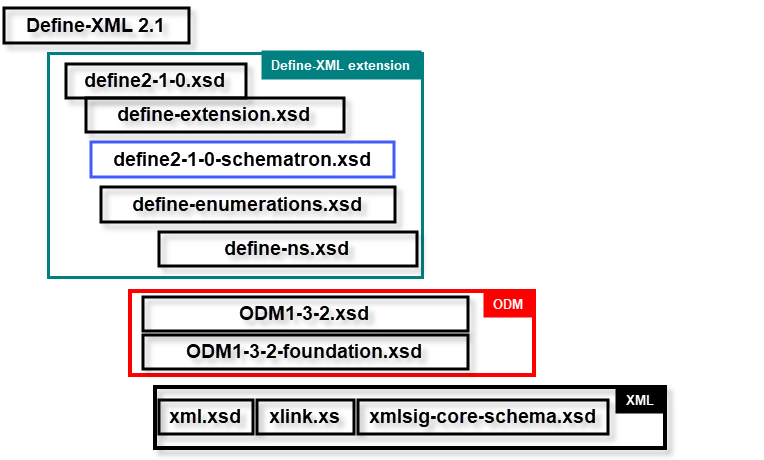 Define-XML 2.1
Define-XML extension
define2-1-0.xsd
define-extension.xsd
define2-1-0-schematron.xsd
define-enumerations.xsd
define-ns.xsd
ODM
ODM1-3-2.xsd
ODM1-3-2-foundation.xsd
XML
xml.xsd xlink.xs xmlsig-core-schema.xsd